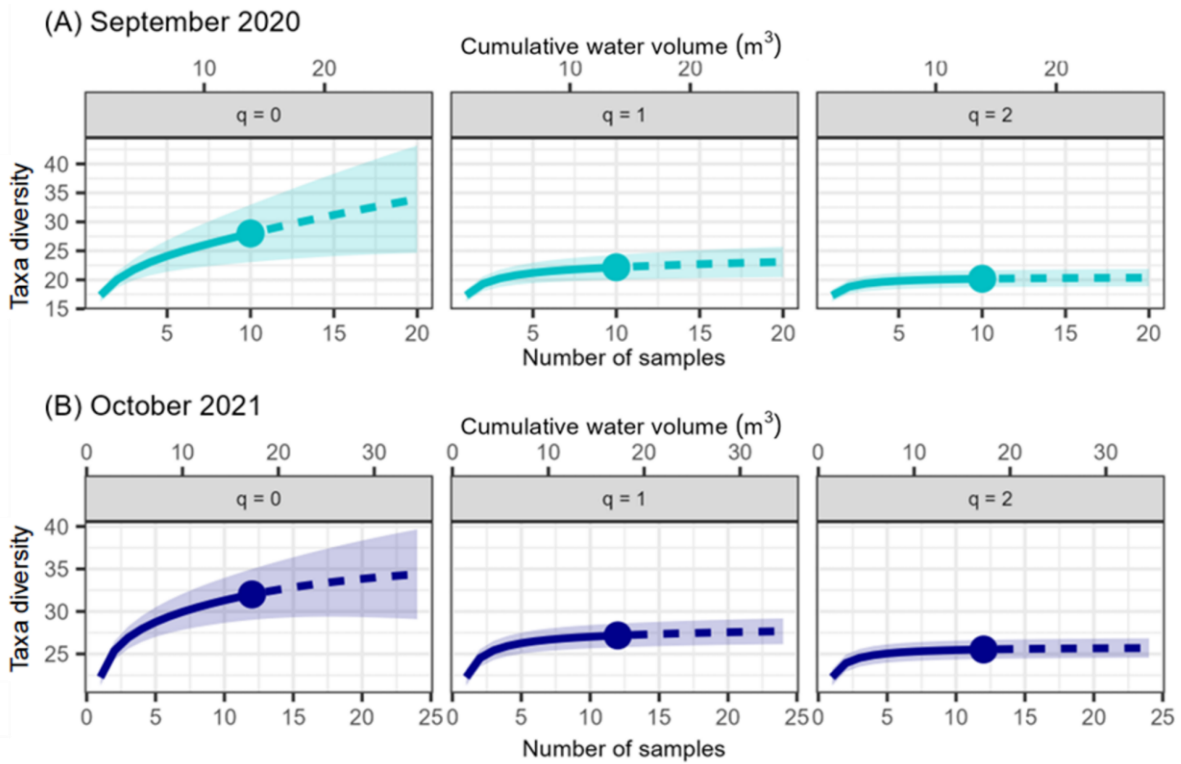 (A) September 2020
Cumulative water volume (m³)
10 20 10 20 10 20
q = 0 q = 1 q = 2
Taxa diversity
40
35
30
25
20
15
5 10 15 20 5 10 15 20 5 10 15 20
Number of samples
(B) October 2021
Cumulative water volume (m³)
0 10 20 30 0 10 20 30 0 10 20 30
q = 0 q = 1 q = 2
Taxa diversity
40
35
30
25
0 5 10 15 20 25 0 5 10 15 20 25 0 5 10 15 20 25
Number of samples